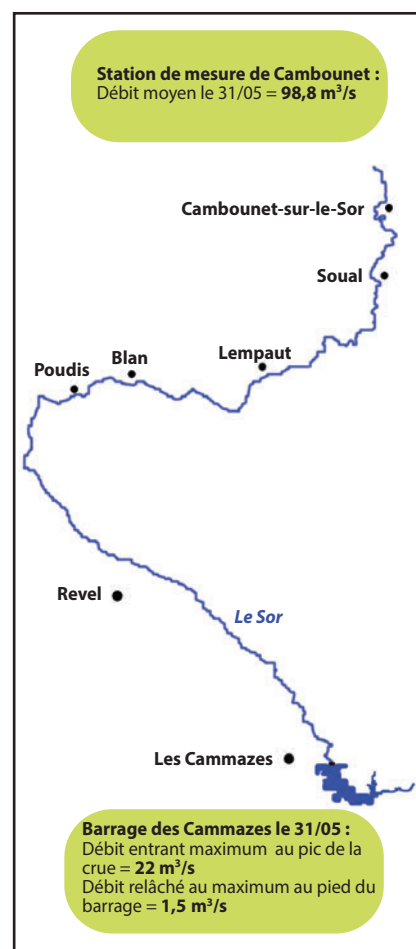 Station de mesure de Cambounet :
Débit moyen le 31/05 = 98,8 m³/s
Cambounet-sur-le-Sor
Soual
Lempaut
Blan
Poudis
Revel
Le Sor
Les Cammazes
Barrage des Cammazes le 31/05 :
Débit entrant maximum au pic de la
crue = 22 m³/s
Débit relâché au maximum au pied du
barrage = 1,5 m³/s